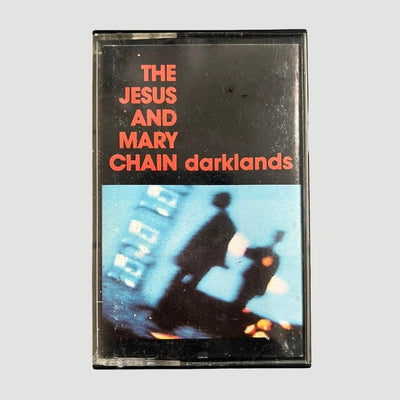 THE
JESUS
AND
MARY
CHAIN darklands